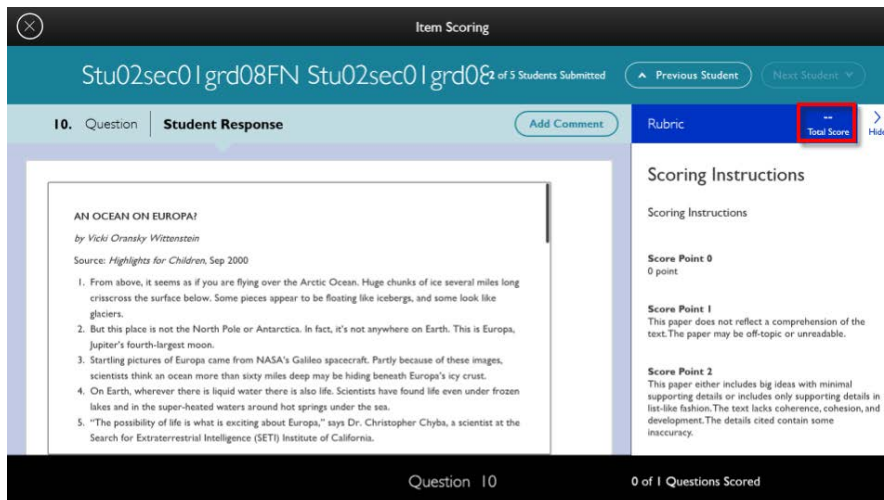 Item Scoring
Stu02sec01grd08FN Stu02sec01grd08
2 of 5 Students Submitted
Previous Student
Next Student
10. Question
Student Response
Add Comment
Rubric
--
Total Score
Hide
AN OCEAN ON EUROPA?
by Vicki Oransky Wittenstein
Source: Highlights for Children, Sep 2000
1. From above, it seems as if you are flying over the Arctic Ocean. Huge chunks of ice several miles long
crisscross the surface below. Some pieces appear to be floating like icebergs, and some look like
glaciers.
2. But this place is not the North Pole or Antarctica. In fact, it's not anywhere on Earth. This is Europa,
Jupiter's fourth-largest moon.
3. Startling pictures of Europa came from NASA's Galileo spacecraft. Partly because of these images,
scientists think an ocean more than sixty miles deep may be hiding beneath Europa's icy crust.
4. On Earth, wherever there is liquid water there is also life. Scientists have found life even under frozen
lakes and in the super-heated waters around hot springs under the sea.
5. "The possibility of life is what is exciting about Europa," says Dr. Christopher Chyba, a scientist at the
Search for Extraterrestrial Intelligence (SETI) Institute of California.
Scoring Instructions
Scoring Instructions
Score Point 0
0 point
Score Point 1
This paper does not reflect a comprehension of the
text. The paper may be off-topic or unreadable.
Score Point 2
This paper either includes big ideas with minimal
supporting details or includes only supporting details in
list-like fashion. The text lacks coherence, cohesion, and
development. The details cited contain some
inaccuracy.
Question 10
0 of 1 Questions Scored